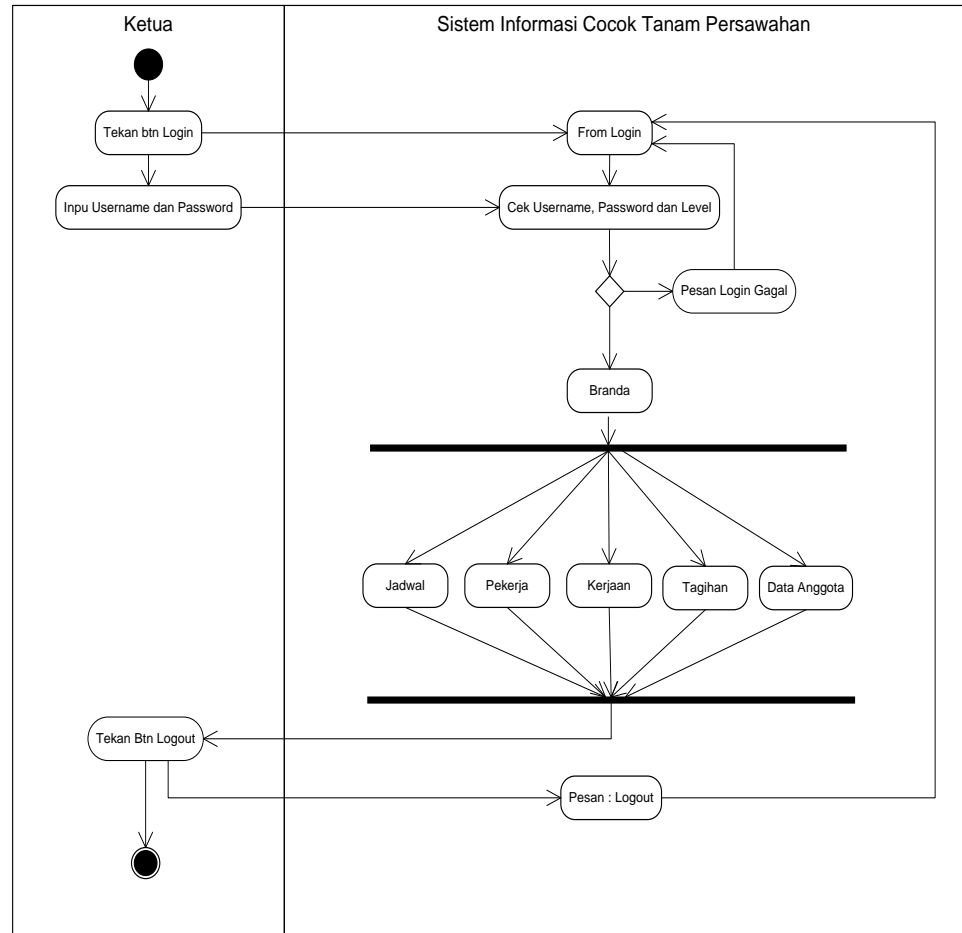 Ketua
Sistem Informasi Cocok Tanam Persawahan
Tekan btn Login
From Login
Inpu Username dan Password
Cek Username, Password dan Level
Pesan Login Gagal
Branda
Jadwal
Pekerja
Kerjaan
Tagihan
Data Anggota
Tekan Btn Logout
Pesan : Logout